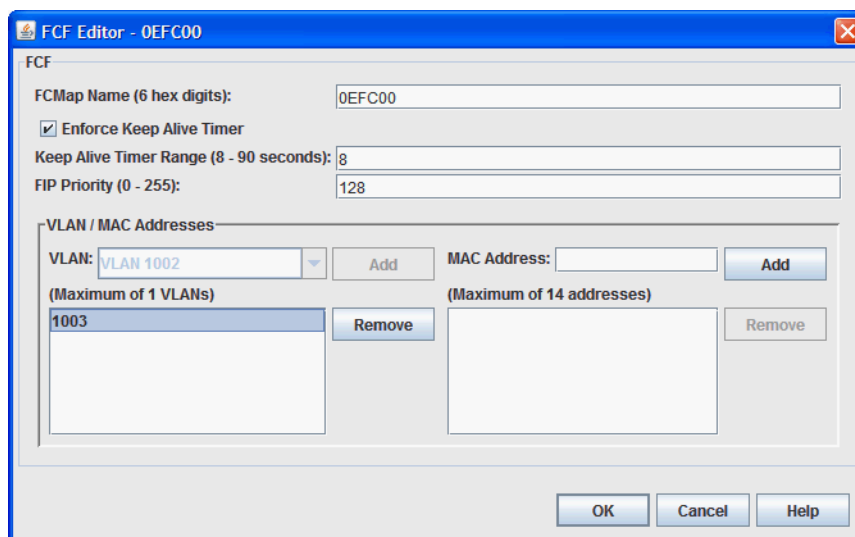 FCF Editor - 0EFC00
FCF
FCMap Name (6 hex digits): 0EFC00
Enforce Keep Alive Timer
Keep Alive Timer Range (8 - 90 seconds): 8
FIP Priority (0 - 255): 128
VLAN / MAC Addresses
VLAN: VLAN 1002 Add MAC Address: Add
(Maximum of 1 VLANs) (Maximum of 14 addresses)
1003 Remove Remove
OK Cancel Help